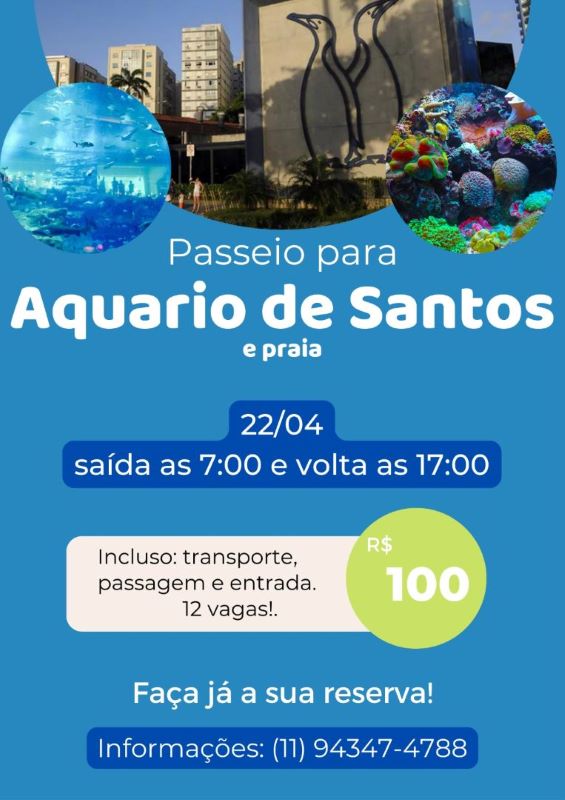 Passeio para
Aquario de Santos
e praia
22/04
saída as 7:00 e volta as 17:00
Incluso: transporte,
passagem e entrada.
12 vagas!.
R$
100
Faça já a sua reserva!
Informações: (11) 94347-4788